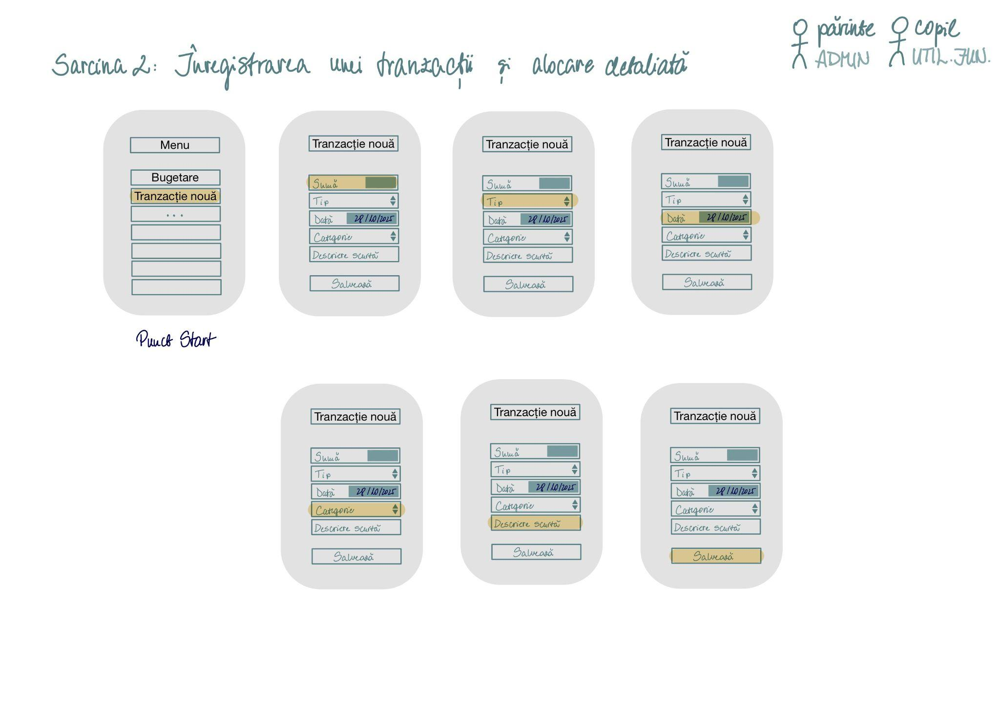 părinte
copil
ADMIN
UTIL.JUN.
Sarcina 2: Înregistrarea unei tranzacții și alocare detaliată
Menu
Bugetare
Tranzacție nouă
...
Punct Start
Tranzacție nouă
Sumă
Tip
Dată 28/10/2025
Categorie
Descriere scurtă
Salvează
Tranzacție nouă
Sumă
Tip
Dată 28/10/2025
Categorie
Descriere scurtă
Salvează
Tranzacție nouă
Sumă
Tip
Dată 28/10/2025
Categorie
Descriere scurtă
Salvează
Tranzacție nouă
Sumă
Tip
Dată 28/10/2025
Categorie
Descriere scurtă
Salvează
Tranzacție nouă
Sumă
Tip
Dată 28/10/2025
Categorie
Descriere scurtă
Salvează
Tranzacție nouă
Sumă
Tip
Dată 28/10/2025
Categorie
Descriere scurtă
Salvează